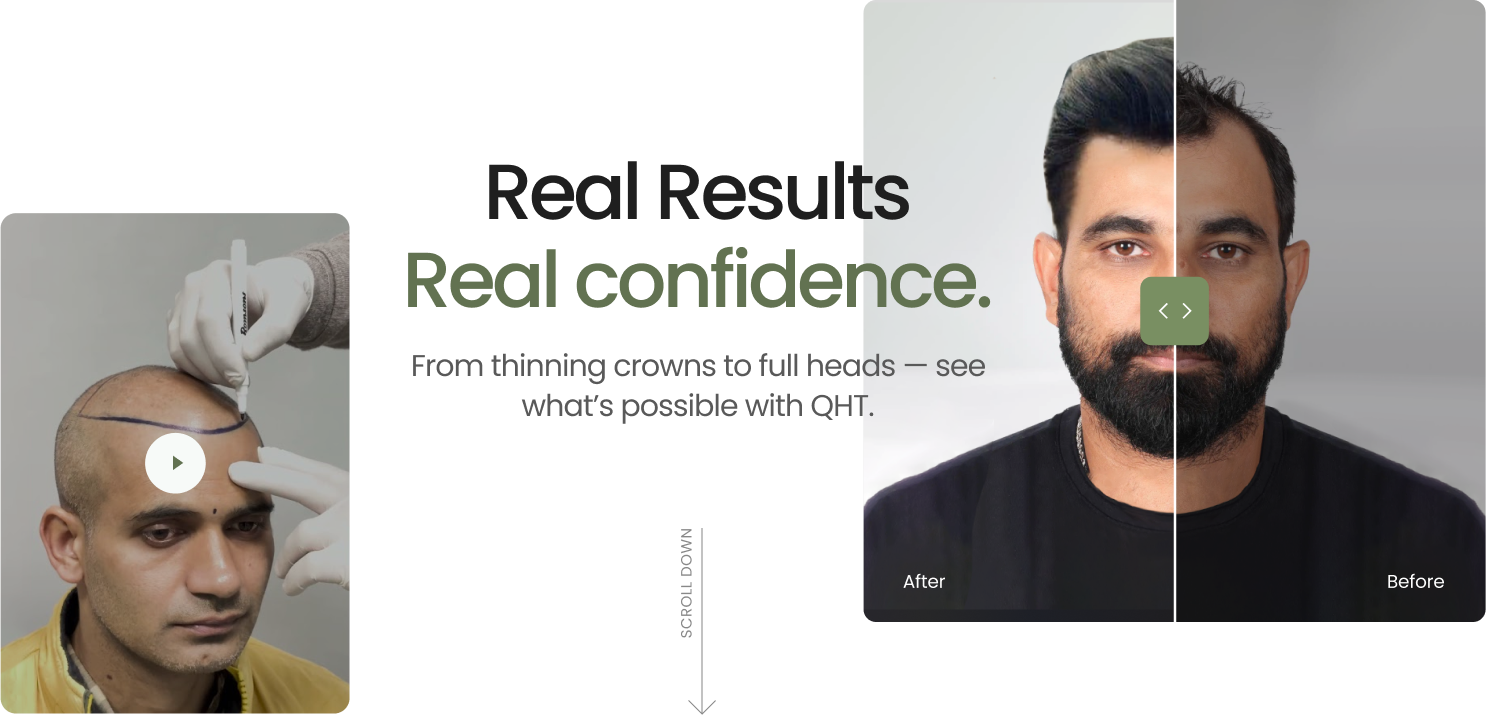 Real Results
Real confidence.
From thinning crowns to full heads — see
what’s possible with QHT.
SCROLL DOWN
After
Before